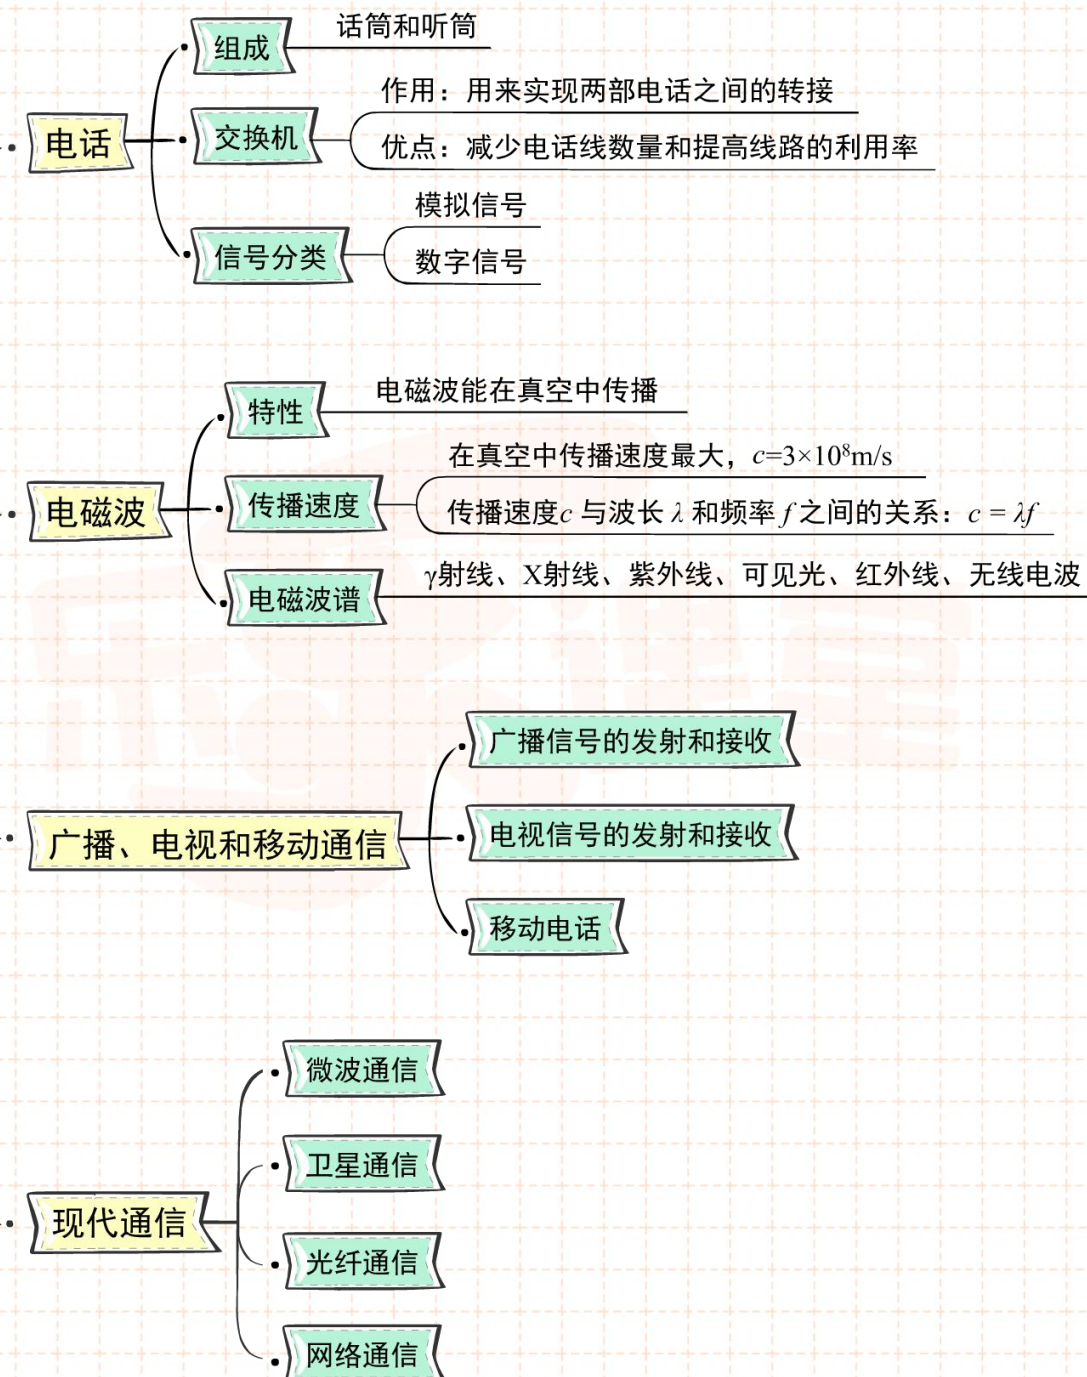 组成
话筒和听筒
电话
交换机
作用：用来实现两部电话之间的转接
优点：减少电话线数量和提高线路的利用率
信号分类
模拟信号
数字信号
电磁波
特性
电磁波能在真空中传播
传播速度
在真空中传播速度最大，c=3×10⁸m/s
传播速度c 与波长 λ 和频率 f 之间的关系：c = λf
电磁波谱
γ射线、X射线、紫外线、可见光、红外线、无线电波
广播、电视和移动通信
广播信号的发射和接收
电视信号的发射和接收
移动电话
现代通信
微波通信
卫星通信
光纤通信
网络通信